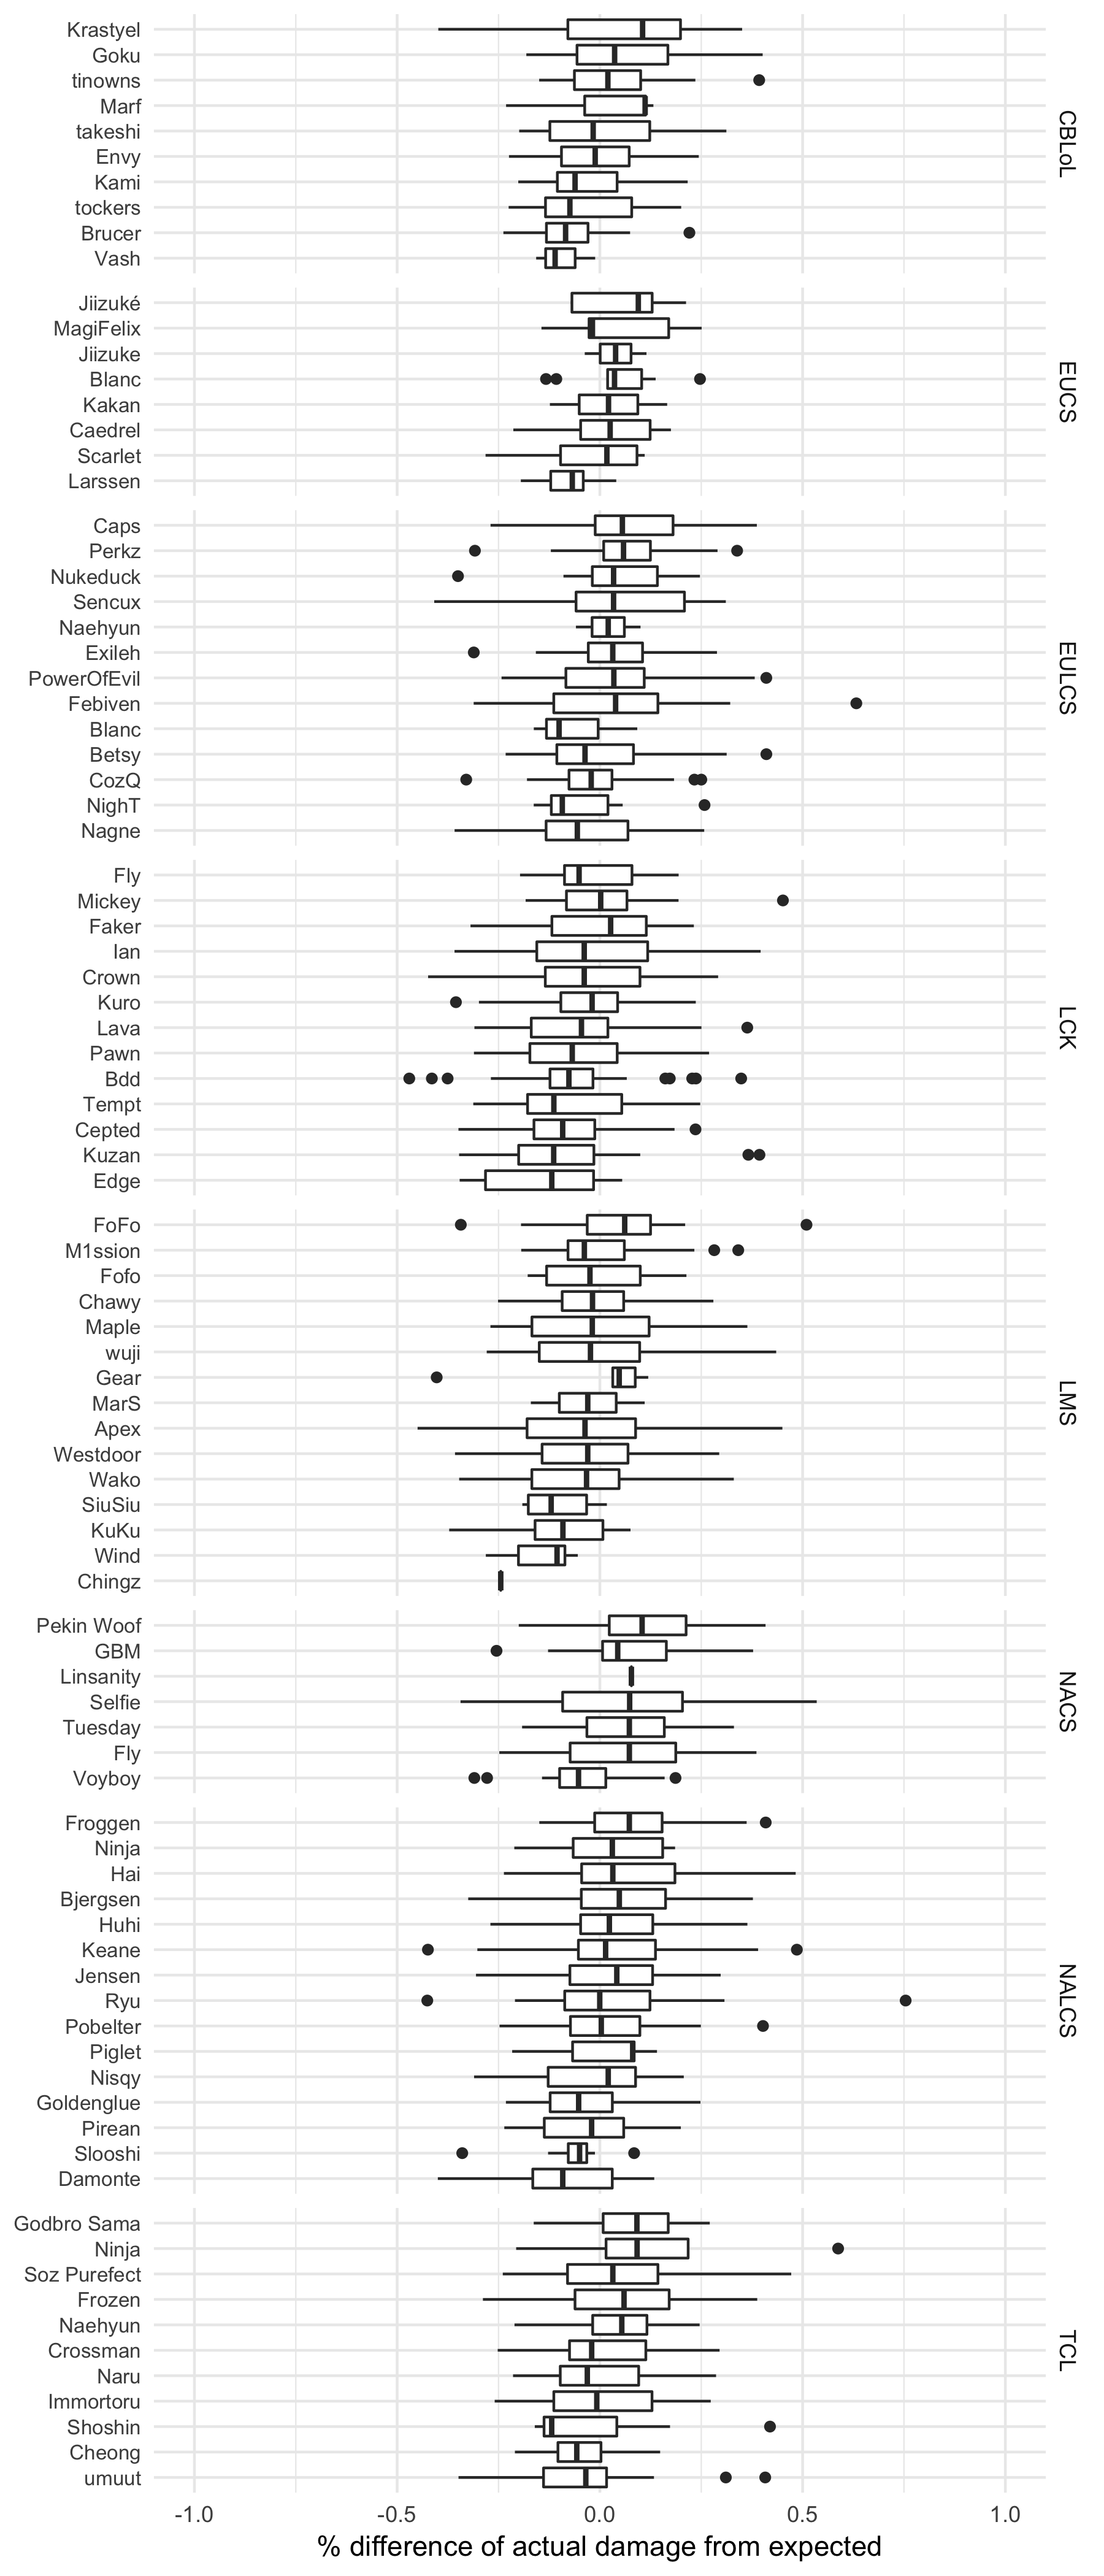 CBLoL
Krastyel
Goku
tinowns
Marf
takeshi
Envy
Kami
tockers
Brucer
Vash
EUCS
Jiizuké
MagiFelix
Jiizuke
Blanc
Kakan
Caedrel
Scarlet
Larssen
EULCS
Caps
Perkz
Nukeduck
Sencux
Naehyun
Exileh
PowerOfEvil
Febiven
Blanc
Betsy
CozQ
NighT
Nagne
LCK
Fly
Mickey
Faker
Ian
Crown
Kuro
Lava
Pawn
Bdd
Tempt
Cepted
Kuzan
Edge
LMS
FoFo
M1ssion
Fofo
Chawy
Maple
wuji
Gear
MarS
Apex
Westdoor
Wako
SiuSiu
KuKu
Wind
Chingz
NACS
Pekin Woof
GBM
Linsanity
Selfie
Tuesday
Fly
Voyboy
NALCS
Froggen
Ninja
Hai
Bjergsen
Huhi
Keane
Jensen
Ryu
Pobelter
Piglet
Nisqy
Goldenglue
Pirean
Slooshi
Damonte
TCL
Godbro Sama
Ninja
Soz Purefect
Frozen
Naehyun
Crossman
Naru
Immortoru
Shoshin
Cheong
umuut
-1.0 -0.5 0.0 0.5 1.0
% difference of actual damage from expected